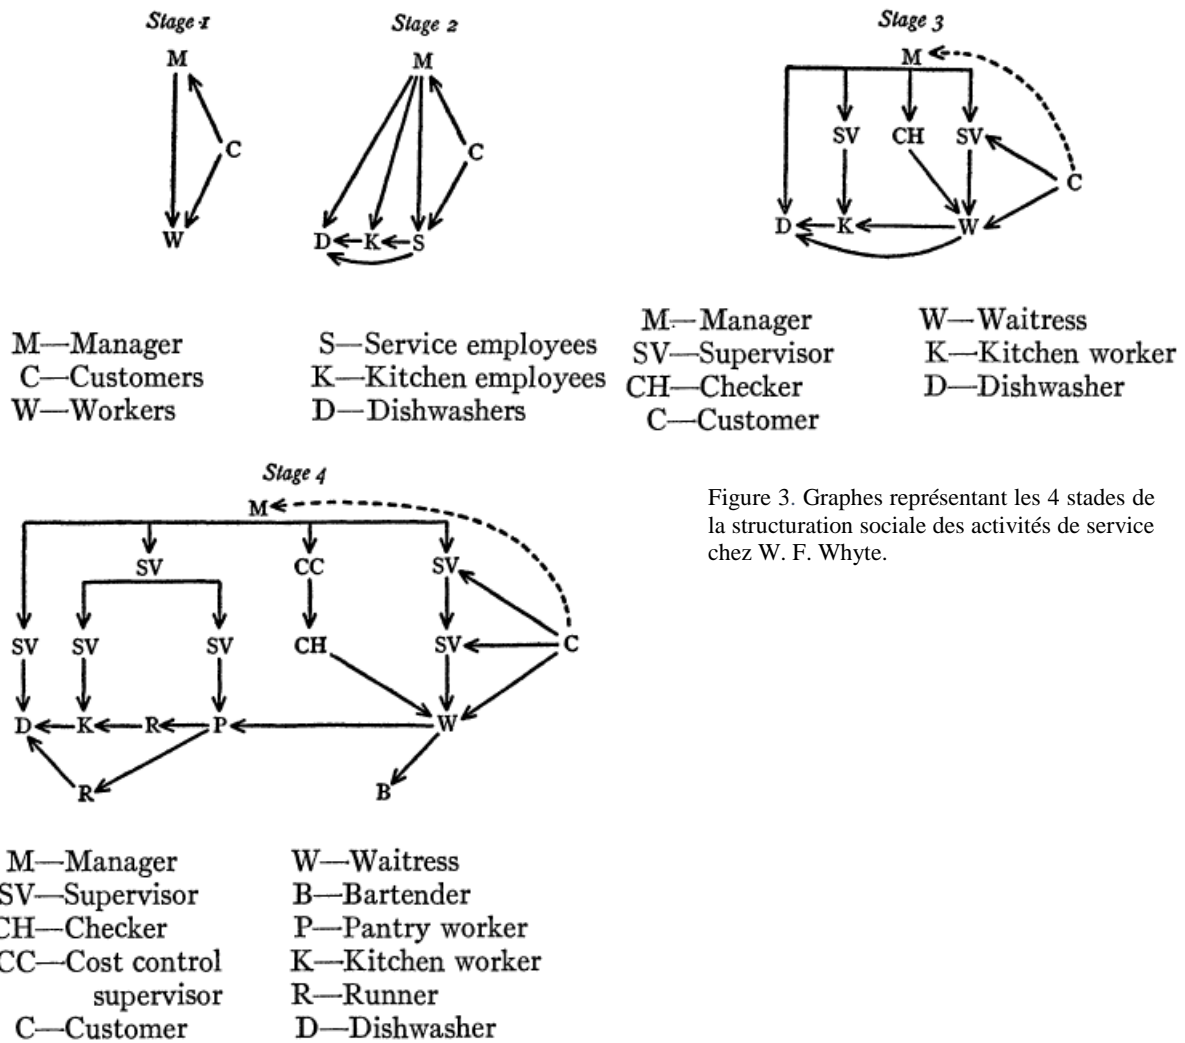 Stage 1
M
C
W
M—Manager
C—Customers
W—Workers
Stage 2
M
C
D K S
S—Service employees
K—Kitchen employees
D—Dishwashers
Stage 3
M
SV CH SV
C
D K W
M—Manager
SV—Supervisor
CH—Checker
C—Customer
W—Waitress
K—Kitchen worker
D—Dishwasher
Stage 4
M
SV CC SV
SV SV SV CH SV C
D K R P W
R B
M—Manager
SV—Supervisor
CH—Checker
CC—Cost control
supervisor
C—Customer
W—Waitress
B—Bartender
P—Pantry worker
K—Kitchen worker
R—Runner
D—Dishwasher
Figure 3. Graphes représentant les 4 stades de
la structuration sociale des activités de service
chez W. F. Whyte.